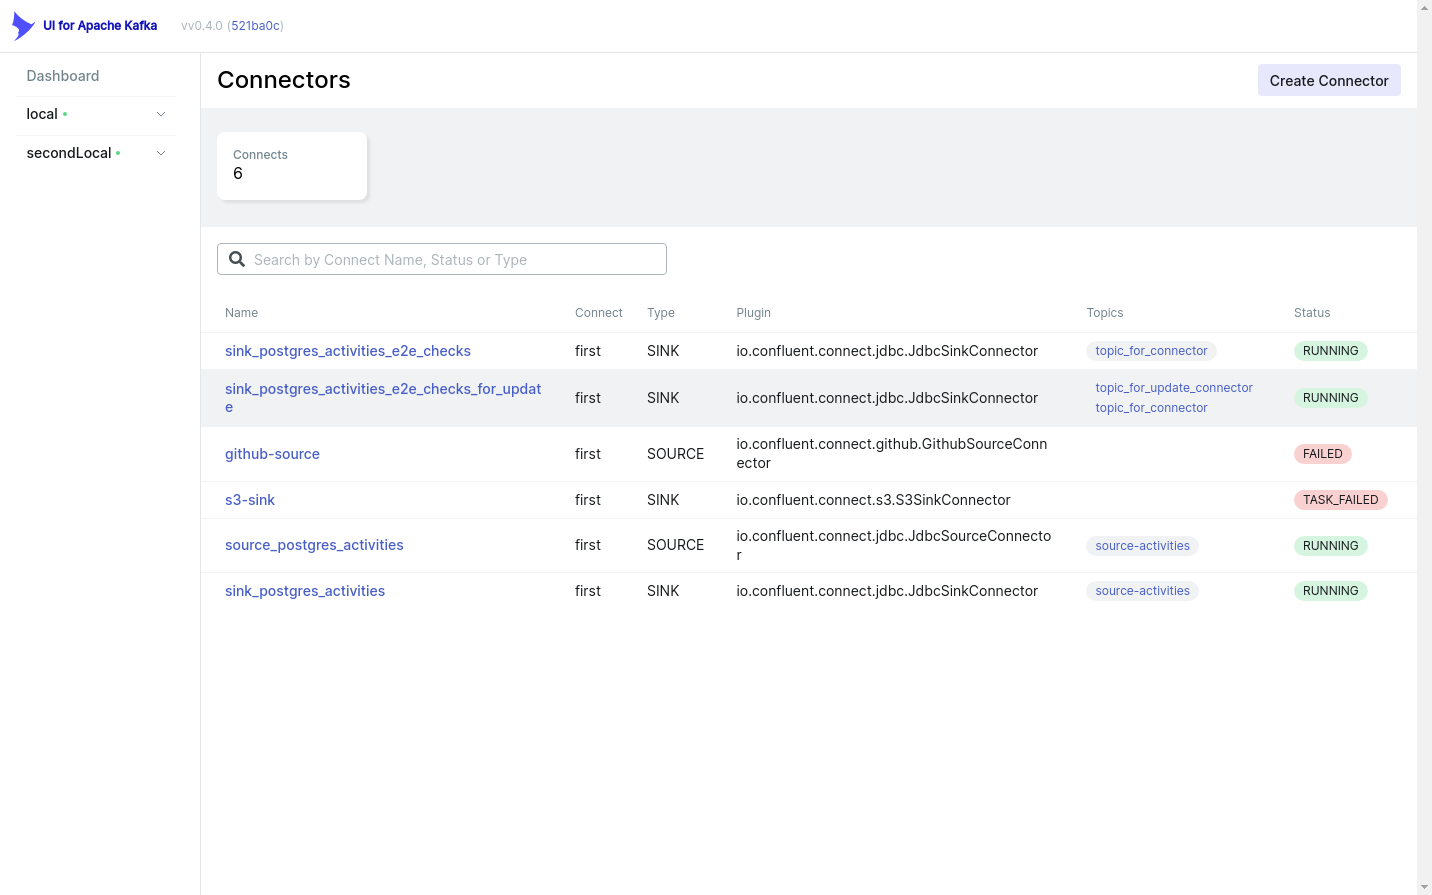 UI for Apache Kafka vv0.4.0 (521ba0c)
Dashboard
local
secondLocal
Connectors
Create Connector
Connects
6
Search by Connect Name, Status or Type
Name Connect Type Plugin Topics Status
sink_postgres_activities_e2e_checks first SINK io.confluent.connect.jdbc.JdbcSinkConnector topic_for_connector RUNNING
sink_postgres_activities_e2e_checks_for_updat
e
first SINK io.confluent.connect.jdbc.JdbcSinkConnector
topic_for_update_connector
topic_for_connector
RUNNING
github-source first SOURCE
io.confluent.connect.github.GithubSourceConn
ector
FAILED
s3-sink first SINK io.confluent.connect.s3.S3SinkConnector TASK_FAILED
source_postgres_activities first SOURCE
io.confluent.connect.jdbc.JdbcSourceConnecto
r
source-activities RUNNING
sink_postgres_activities first SINK io.confluent.connect.jdbc.JdbcSinkConnector source-activities RUNNING